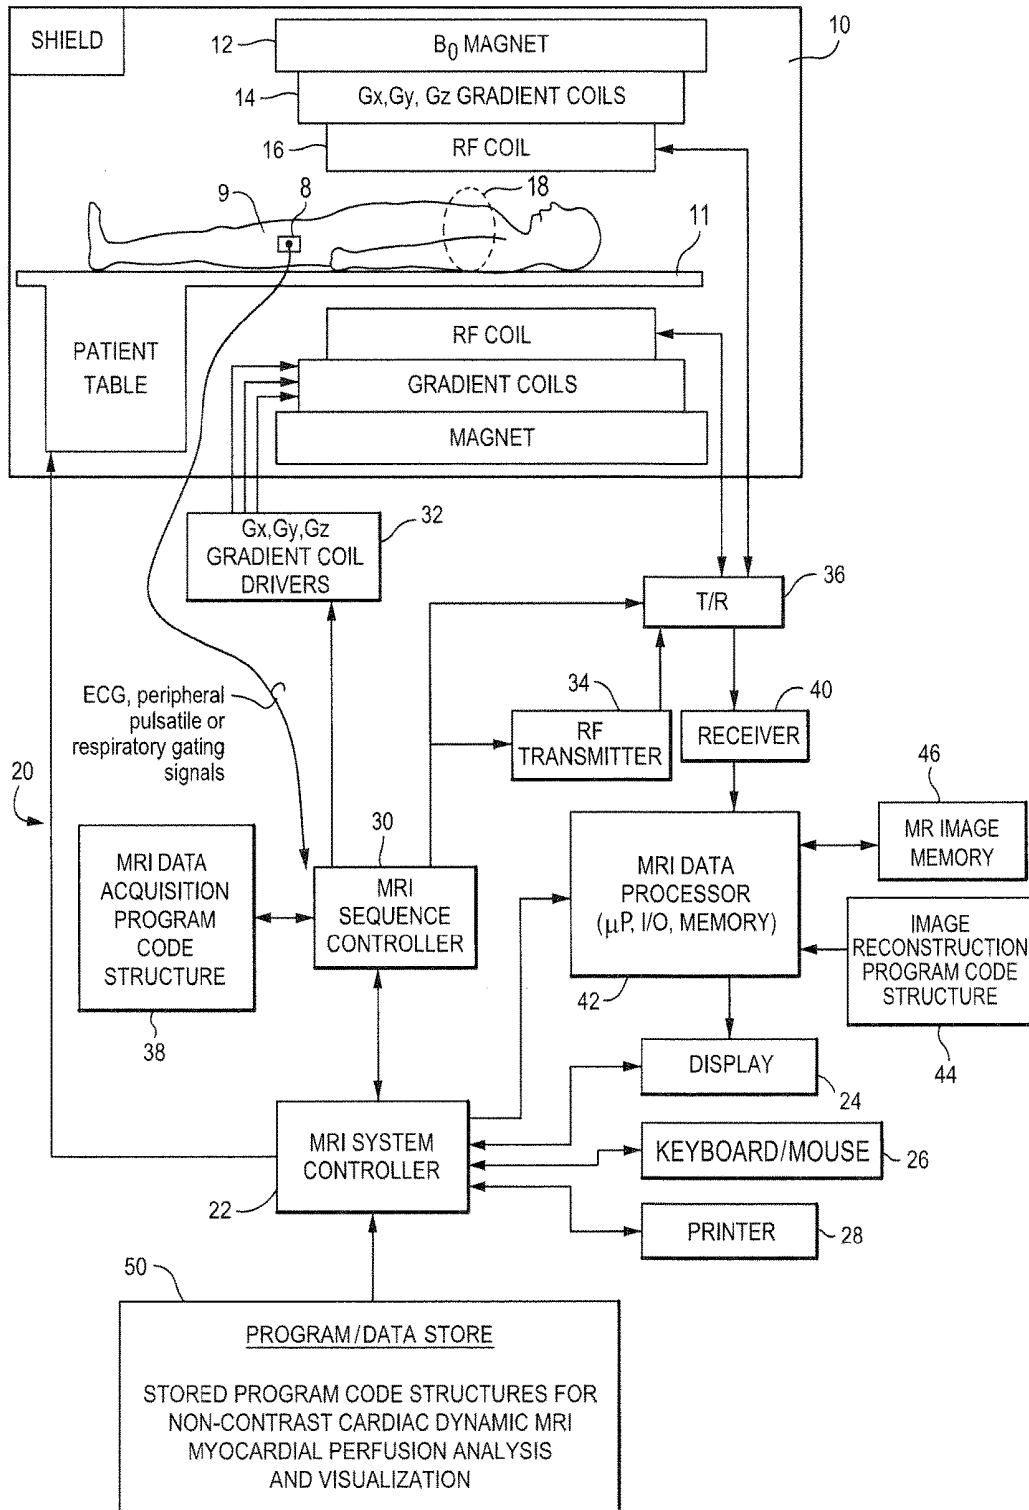 SHIELD
12
B0 MAGNET
10
14
Gx,Gy, Gz GRADIENT COILS
16
RF COIL
9
8
18
11
PATIENT
TABLE
RF COIL
GRADIENT COILS
MAGNET
Gx,Gy,Gz
GRADIENT COIL
DRIVERS
32
T/R
36
ECG, peripheral
pulsatile or
respiratory gating
signals
34
RF
TRANSMITTER
40
RECEIVER
20
46
MR IMAGE
MEMORY
MRI DATA
ACQUISITION
PROGRAM
CODE
STRUCTURE
38
30
MRI
SEQUENCE
CONTROLLER
MRI DATA
PROCESSOR
(μP, I/O, MEMORY)
42
IMAGE
RECONSTRUCTION
PROGRAM CODE
STRUCTURE
44
DISPLAY
24
MRI SYSTEM
CONTROLLER
22
KEYBOARD/MOUSE
26
PRINTER
28
50
PROGRAM/DATA STORE
STORED PROGRAM CODE STRUCTURES FOR
NON-CONTRAST CARDIAC DYNAMIC MRI
MYOCARDIAL PERFUSION ANALYSIS
AND VISUALIZATION